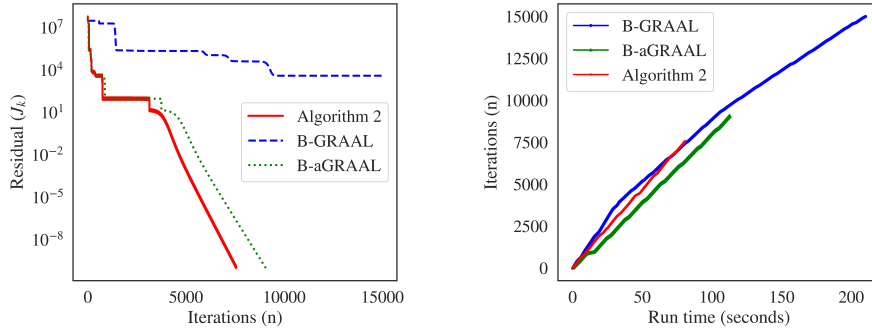 Residual (J_k)
10^7
10^4
10^1
10^-2
10^-5
10^-8
Algorithm 2
B-GRAAL
B-aGRAAL
0
5000
10000
15000
Iterations (n)
Iterations (n)
15000
12500
10000
7500
5000
2500
0
B-GRAAL
B-aGRAAL
Algorithm 2
0
50
100
150
200
Run time (seconds)